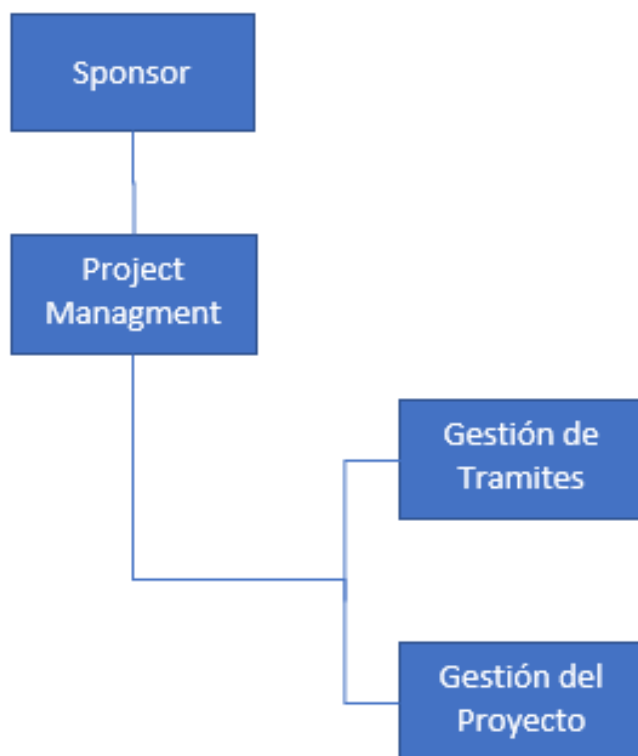 Sponsor
Project
Managment
Gestión de
Tramites
Gestión del
Proyecto